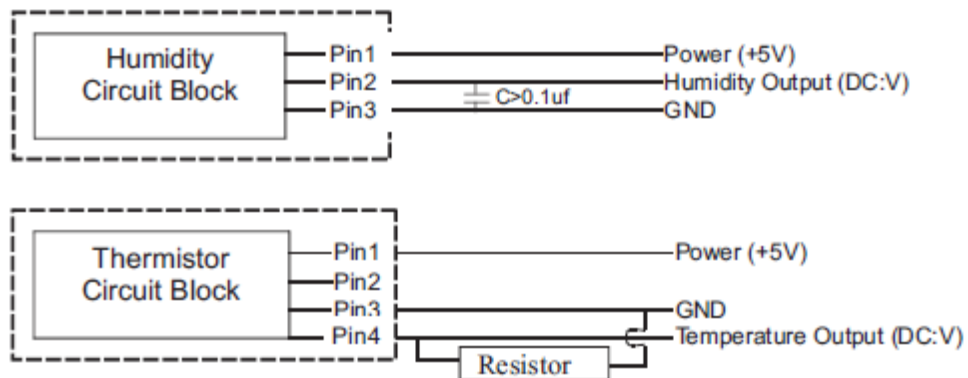 Humidity
Circuit Block
Pin1
Power (+5V)
Pin2
Humidity Output (DC:V)
C>0.1uf
Pin3
GND
Thermistor
Circuit Block
Pin1
Power (+5V)
Pin2
Pin3
GND
Pin4
Temperature Output (DC:V)
Resistor